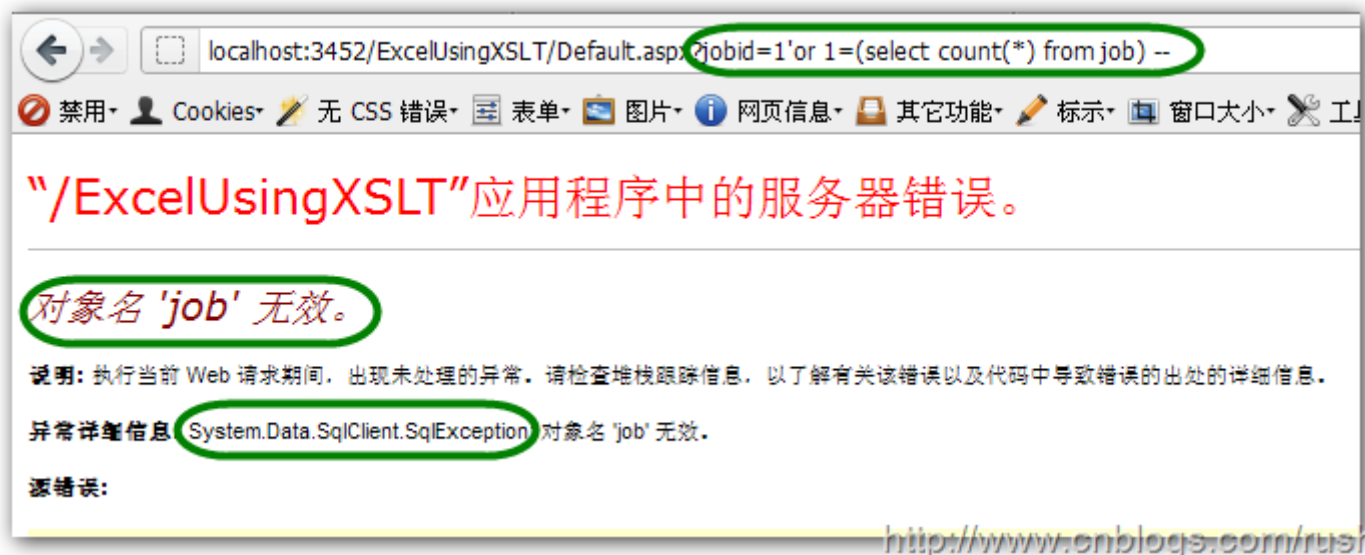 localhost:3452/ExcelUsingXSLT/Default.aspx?jobid=1'or 1=(select count(*) from job) --
禁用 Cookies 无 CSS 错误 表单 图片 网页信息 其它功能 标示 窗口大小
“/ExcelUsingXSLT”应用程序中的服务器错误。
对象名 'job' 无效。
说明: 执行当前 Web 请求期间，出现未处理的异常。请检查堆栈跟踪信息，以了解有关该错误以及代码中导致错误的出处的详细信息。
异常详细信息: System.Data.SqlClient.SqlException: 对象名 'job' 无效。
源错误:
http://www.cnblogs.com/rush